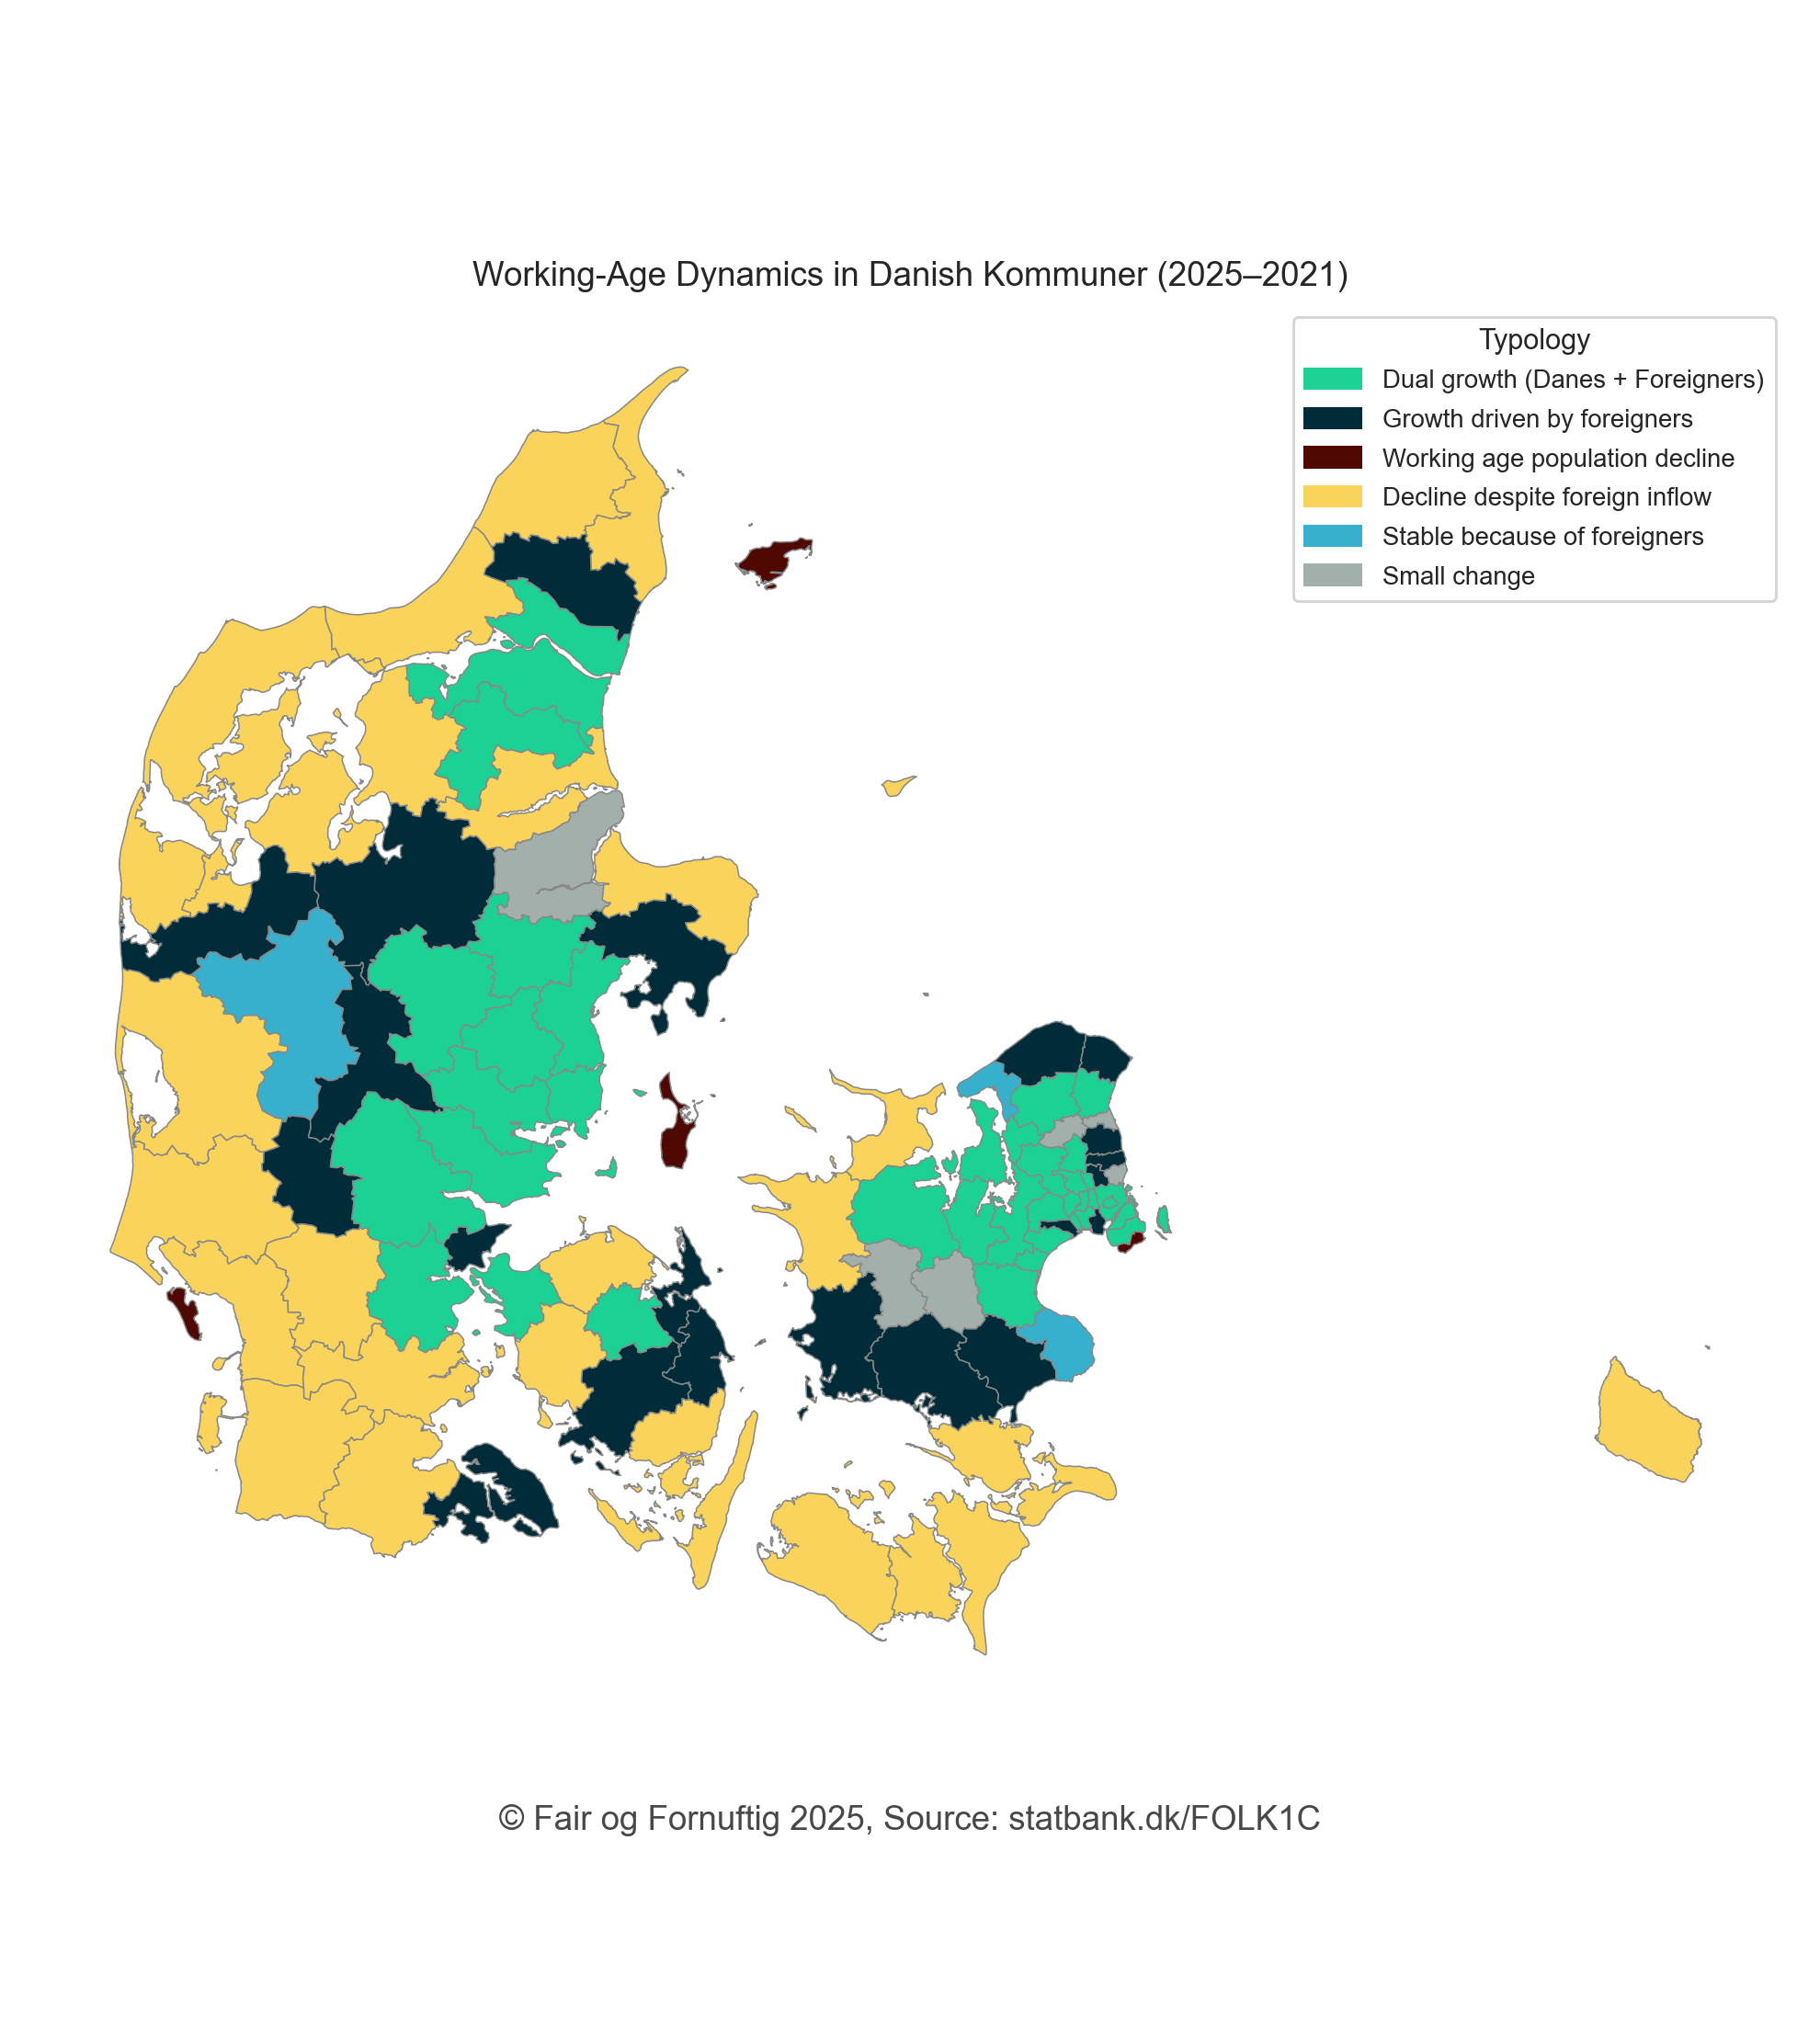 Working-Age Dynamics in Danish Kommuner (2025–2021)
Typology
Dual growth (Danes + Foreigners)
Growth driven by foreigners
Working age population decline
Decline despite foreign inflow
Stable because of foreigners
Small change
© Fair og Fornuftig 2025, Source: statbank.dk/FOLK1C